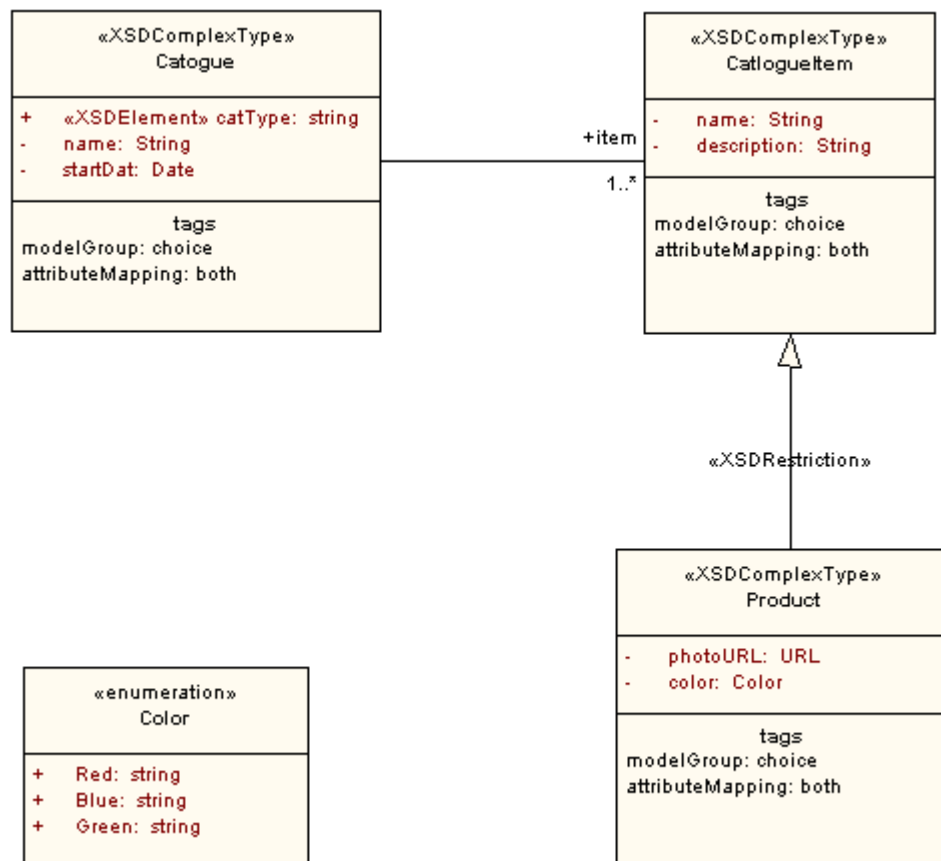 «XSDComplexType»
Catogue
+ «XSDElement» catType: string
- name: String
- startDat: Date
tags
modelGroup: choice
attributeMapping: both
+item
1..*
«XSDComplexType»
CatlogueItem
- name: String
- description: String
tags
modelGroup: choice
attributeMapping: both
«XSDRestriction»
«XSDComplexType»
Product
- photoURL: URL
- color: Color
tags
modelGroup: choice
attributeMapping: both
«enumeration»
Color
+ Red: string
+ Blue: string
+ Green: string